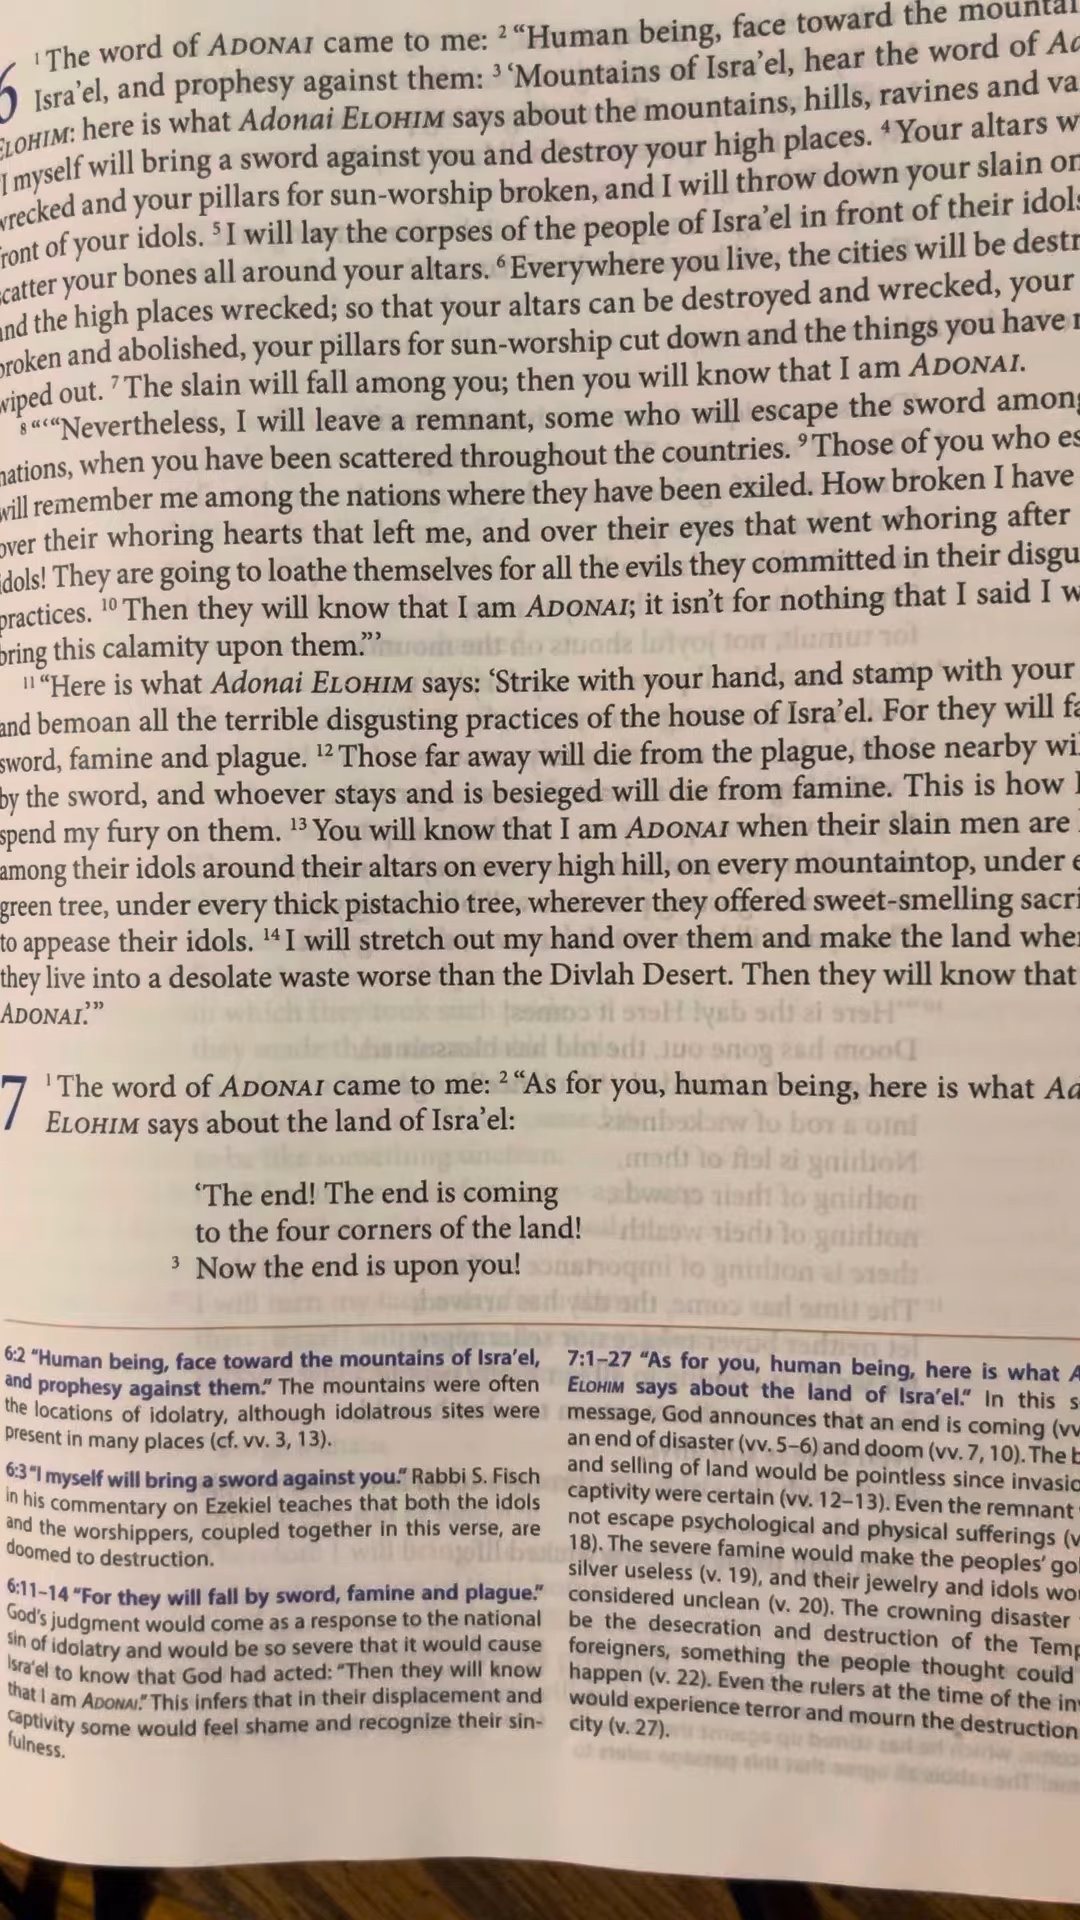 6 ¹The word of ADONAI came to me: ²“Human being, face toward the
Isra’el, and prophesy against them: ³‘Mountains of Isra’el, hear the word of
ELOHIM: here is what Adonai ELOHIM says about the mountains, hills, ravines and
“I myself will bring a sword against you and destroy your high places. ⁴Your altars
wrecked and your pillars for sun-worship broken, and I will throw down your slain
front of your idols. ⁵I will lay the corpses of the people of Isra’el in front of their idols
scatter your bones all around your altars. ⁶Everywhere you live, the cities will be
and the high places wrecked; so that your altars can be destroyed and wrecked, your
broken and abolished, your pillars for sun-worship cut down and the things you have
wiped out. ⁷The slain will fall among you; then you will know that I am ADONAI.
⁸“‘“Nevertheless, I will leave a remnant, some who will escape the sword among
nations, when you have been scattered throughout the countries. ⁹Those of you who
will remember me among the nations where they have been exiled. How broken I have
over their whoring hearts that left me, and over their eyes that went whoring after
idols! They are going to loathe themselves for all the evils they committed in their
practices. ¹⁰Then they will know that I am ADONAI; it isn’t for nothing that I said I
bring this calamity upon them.”’
¹¹“Here is what Adonai ELOHIM says: ‘Strike with your hand, and stamp with your
and bemoan all the terrible disgusting practices of the house of Isra’el. For they will
sword, famine and plague. ¹²Those far away will die from the plague, those nearby
by the sword, and whoever stays and is besieged will die from famine. This is how
spend my fury on them. ¹³You will know that I am ADONAI when their slain men are
among their idols around their altars on every high hill, on every mountaintop, under
green tree, under every thick pistachio tree, wherever they offered sweet-smelling
to appease their idols. ¹⁴I will stretch out my hand over them and make the land
they live into a desolate waste worse than the Divlah Desert. Then they will know that
ADONAI.’”
7 ¹The word of ADONAI came to me: ²“As for you, human being, here is what
ELOHIM says about the land of Isra’el:
‘The end! The end is coming
to the four corners of the land!
³ Now the end is upon you!
6:2 “Human being, face toward the mountains of Isra’el,
and prophesy against them.” The mountains were often
the locations of idolatry, although idolatrous sites were
present in many places (cf. vv. 3, 13).
6:3 “I myself will bring a sword against you.” Rabbi S. Fisch
in his commentary on Ezekiel teaches that both the idols
and the worshippers, coupled together in this verse, are
doomed to destruction.
6:11–14 “For they will fall by sword, famine and plague.”
God’s judgment would come as a response to the national
sin of idolatry and would be so severe that it would cause
Isra’el to know that God had acted: “Then they will know
that I am ADONAI.” This infers that in their displacement and
captivity some would feel shame and recognize their sin-
fulness.
7:1–27 “As for you, human being, here is what
ELOHIM says about the land of Isra’el.” In this
message, God announces that an end is coming (vv
an end of disaster (vv. 5–6) and doom (vv. 7, 10). The
and selling of land would be pointless since
captivity were certain (vv. 12–13). Even the remnant
not escape psychological and physical sufferings
18). The severe famine would make the peoples’
silver useless (v. 19), and their jewelry and idols
considered unclean (v. 20). The crowning disaster
be the desecration and destruction of the
foreigners, something the people thought could
happen (v. 22). Even the rulers at the time of the
would experience terror and mourn the destruction
city (v. 27).